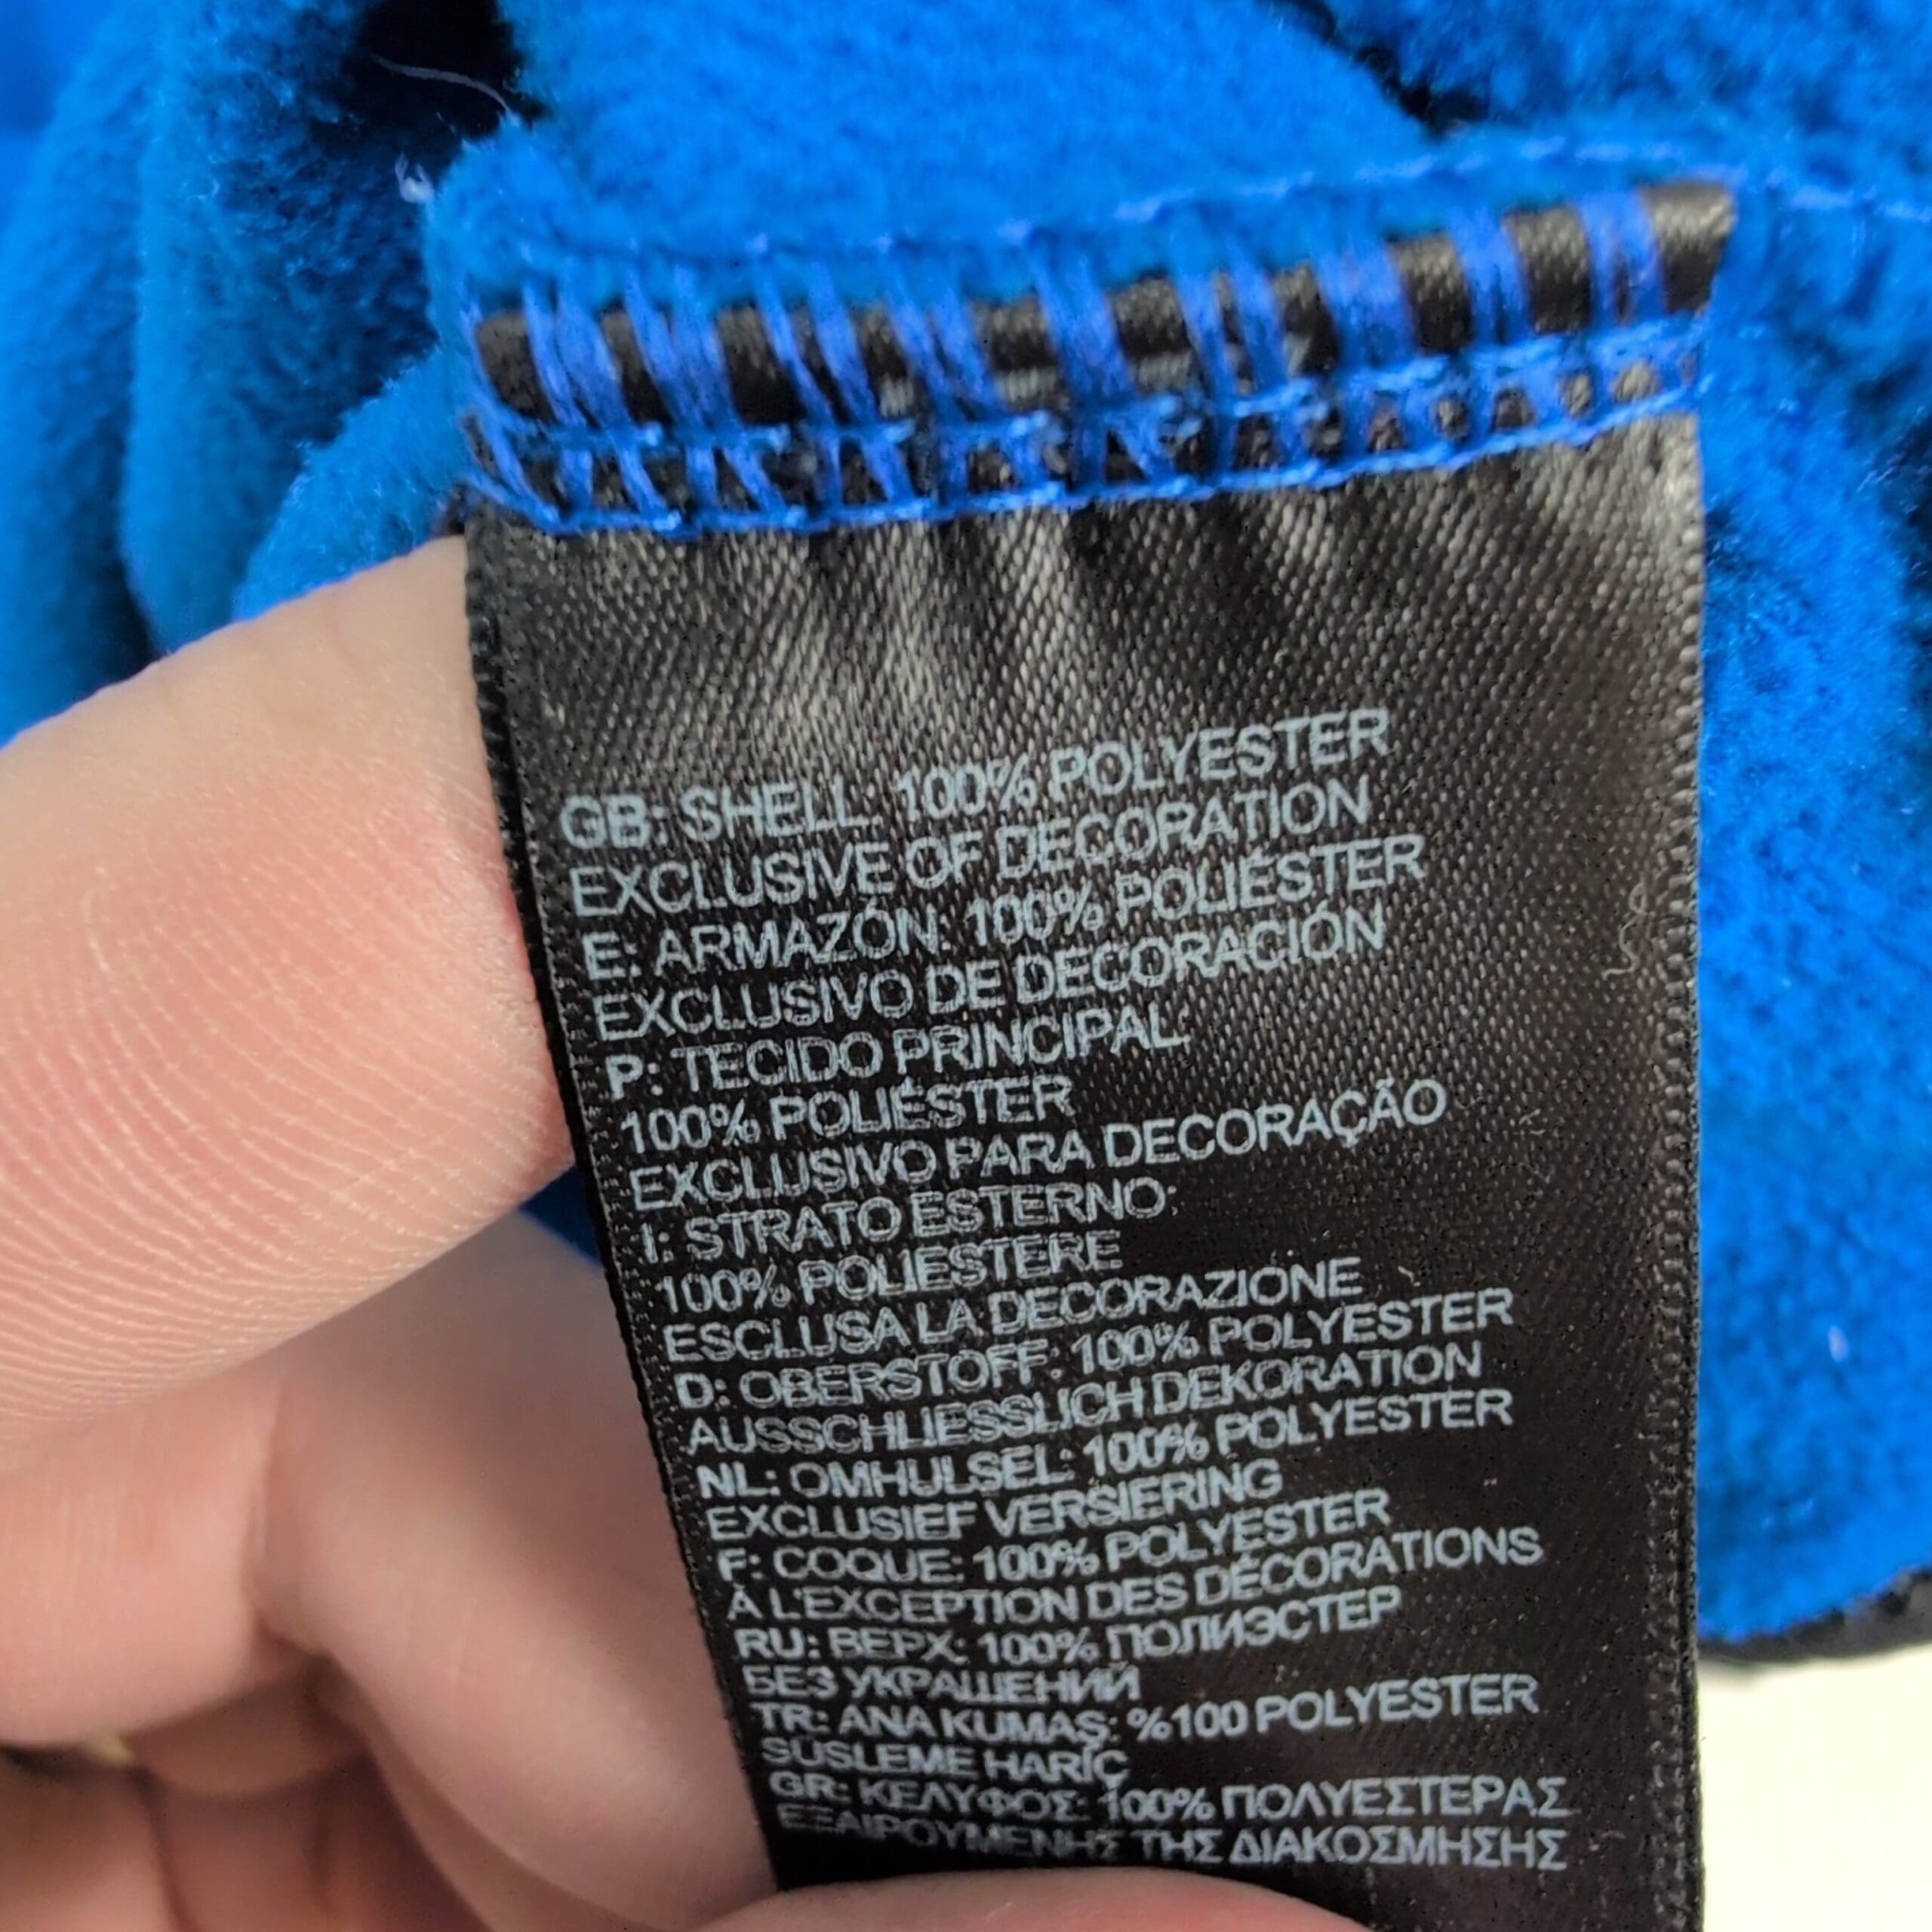 GB: SHELL: 100% POLYESTER
EXCLUSIVE OF DECORATION
E: ARMAZÓN: 100% POLIÉSTER
EXCLUSIVO DE DECORACIÓN
P: TECIDO PRINCIPAL:
100% POLIÉSTER
EXCLUSIVO PARA DECORAÇÃO
I: STRATO ESTERNO:
100% POLIESTERE
ESCLUSA LA DECORAZIONE
D: OBERSTOFF: 100% POLYESTER
AUSSCHLIESSLICH DEKORATION
NL: OMHULSEL: 100% POLYESTER
EXCLUSIEF VERSIERING
F: COQUE: 100% POLYESTER
À L'EXCEPTION DES DÉCORATIONS
RU: ВЕРХ: 100% ПОЛИЭСТЕР
БЕЗ УКРАШЕНИЙ
TR: ANA KUMAŞ: %100 POLYESTER
SÜSLEME HARİÇ
GR: ΚΕΛΥΦΟΣ: 100% ΠΟΛΥΕΣΤΕΡΑΣ
ΕΞΑΙΡΟΥΜΕΝΗΣ ΤΗΣ ΔΙΑΚΟΣΜΗΣΗΣ